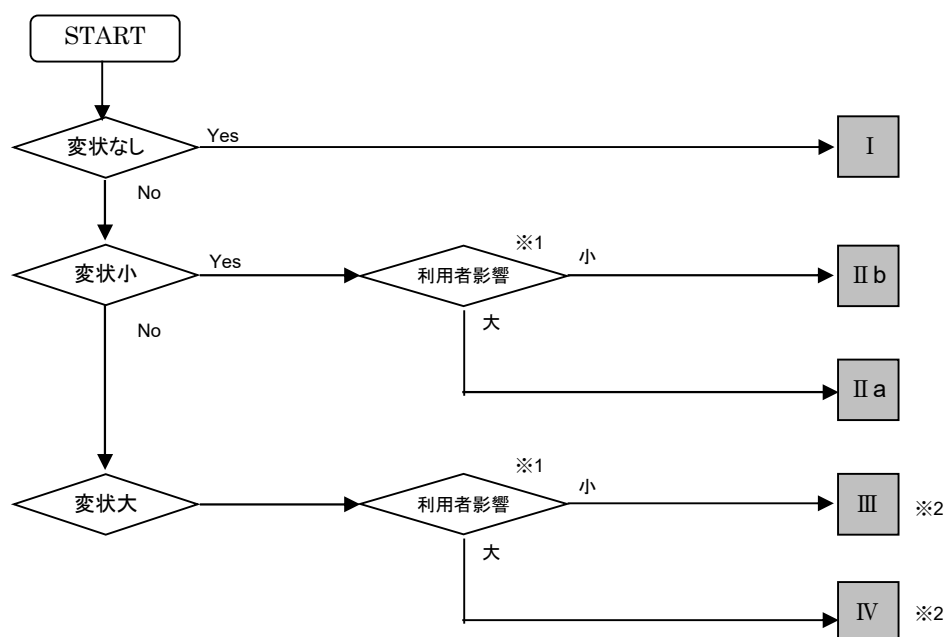 START
変状なし
Yes
Ⅰ
No
変状小
Yes
※1
利用者影響
小
Ⅱb
No
大
Ⅱa
変状大
※1
利用者影響
小
Ⅲ
※2
大
Ⅳ
※2